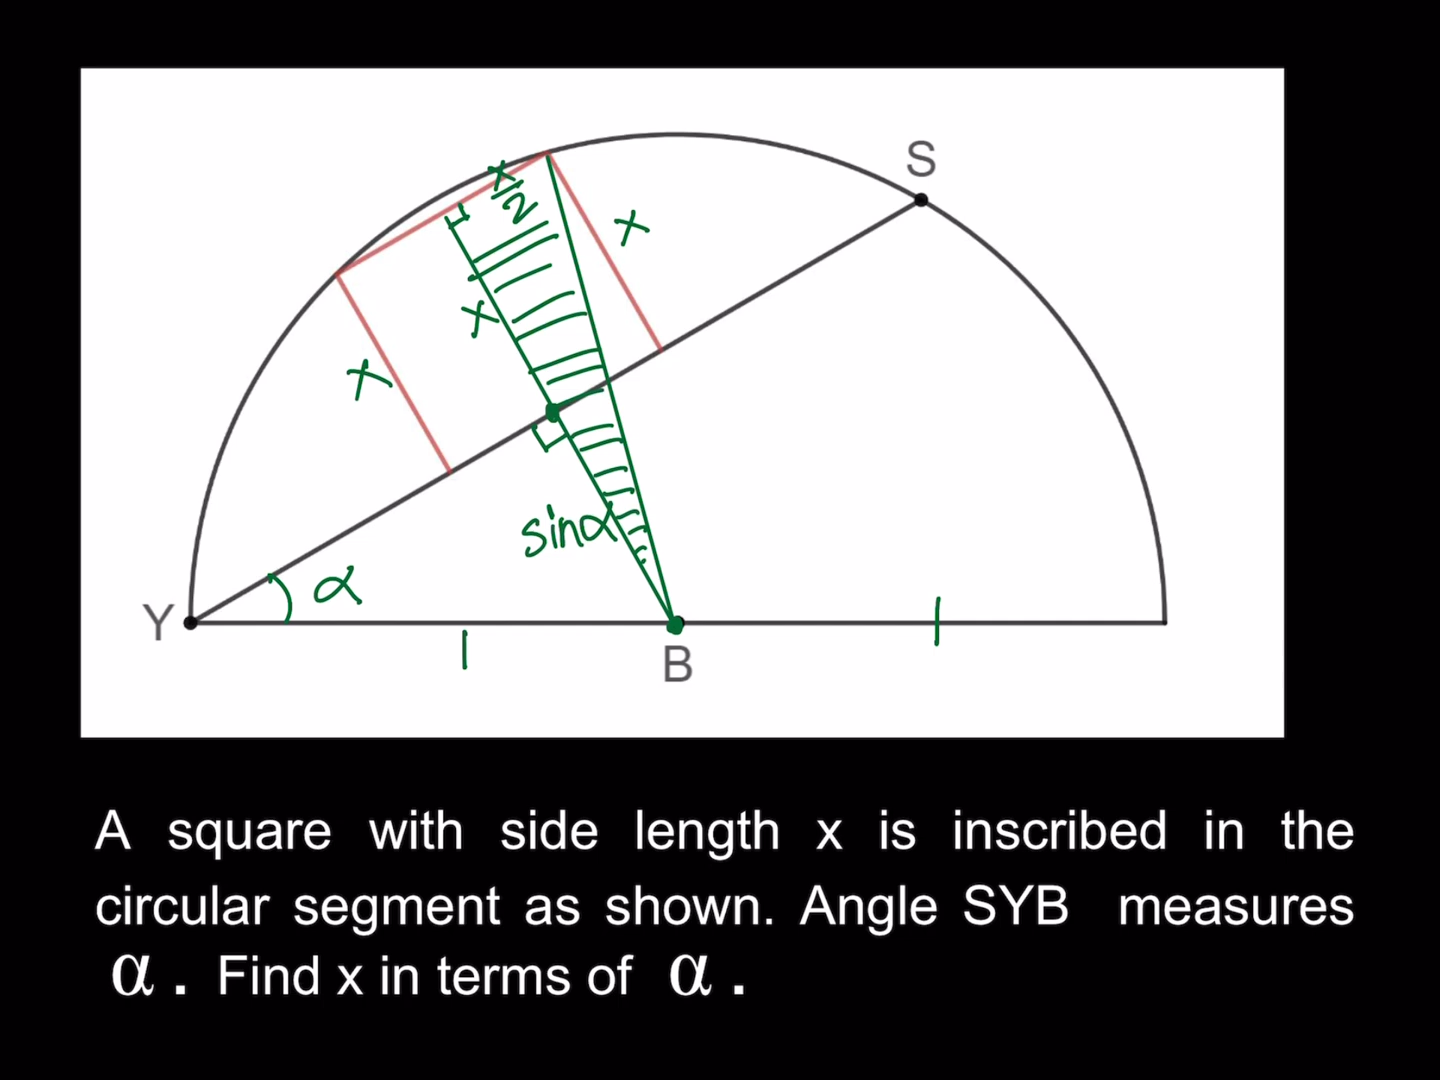 S
x/2
x
x
x
sinα
α
Y
1
B
1
A square with side length x is inscribed in the
circular segment as shown. Angle SYB measures
α . Find x in terms of α .